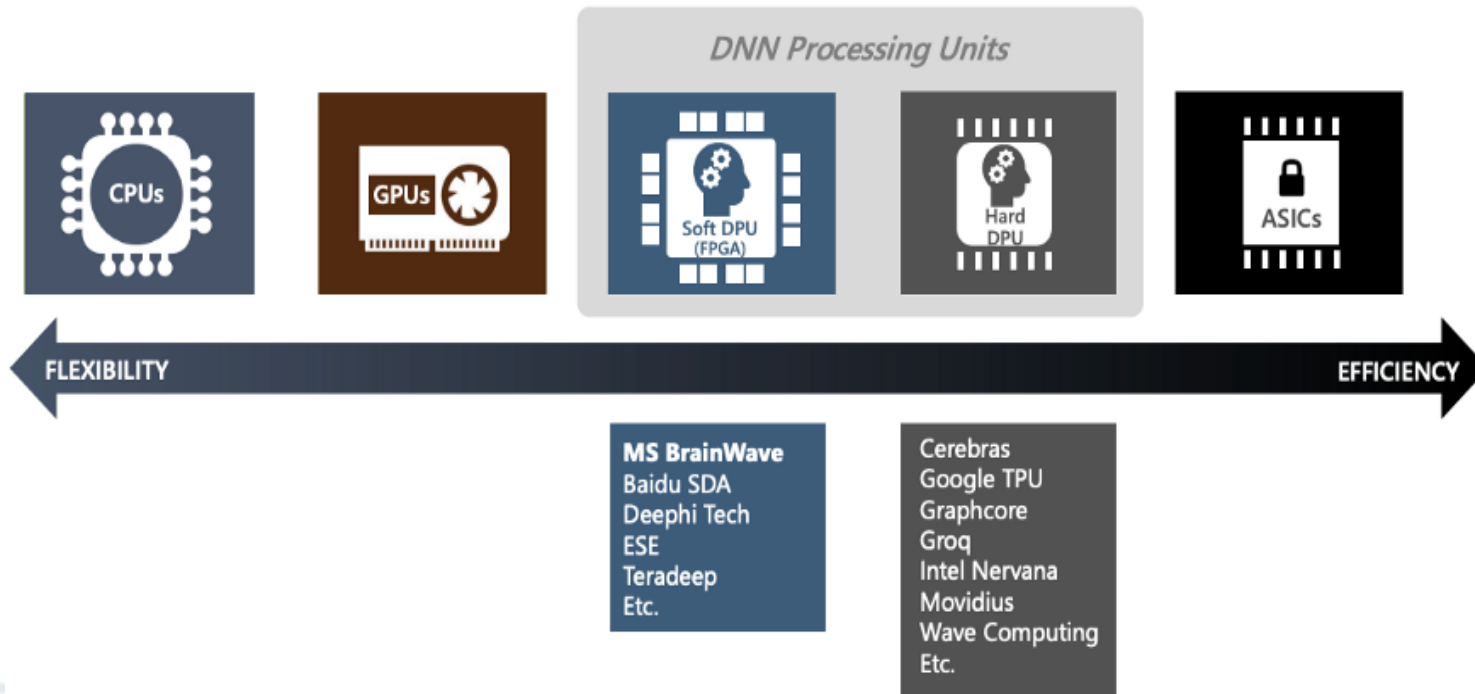 DNN Processing Units
CPUs
GPUs
Soft DPU
(FPGA)
Hard
DPU
ASICs
FLEXIBILITY
EFFICIENCY
MS BrainWave
Baidu SDA
Deephi Tech
ESE
Teradeep
Etc.
Cerebras
Google TPU
Graphcore
Groq
Intel Nervana
Movidius
Wave Computing
Etc.